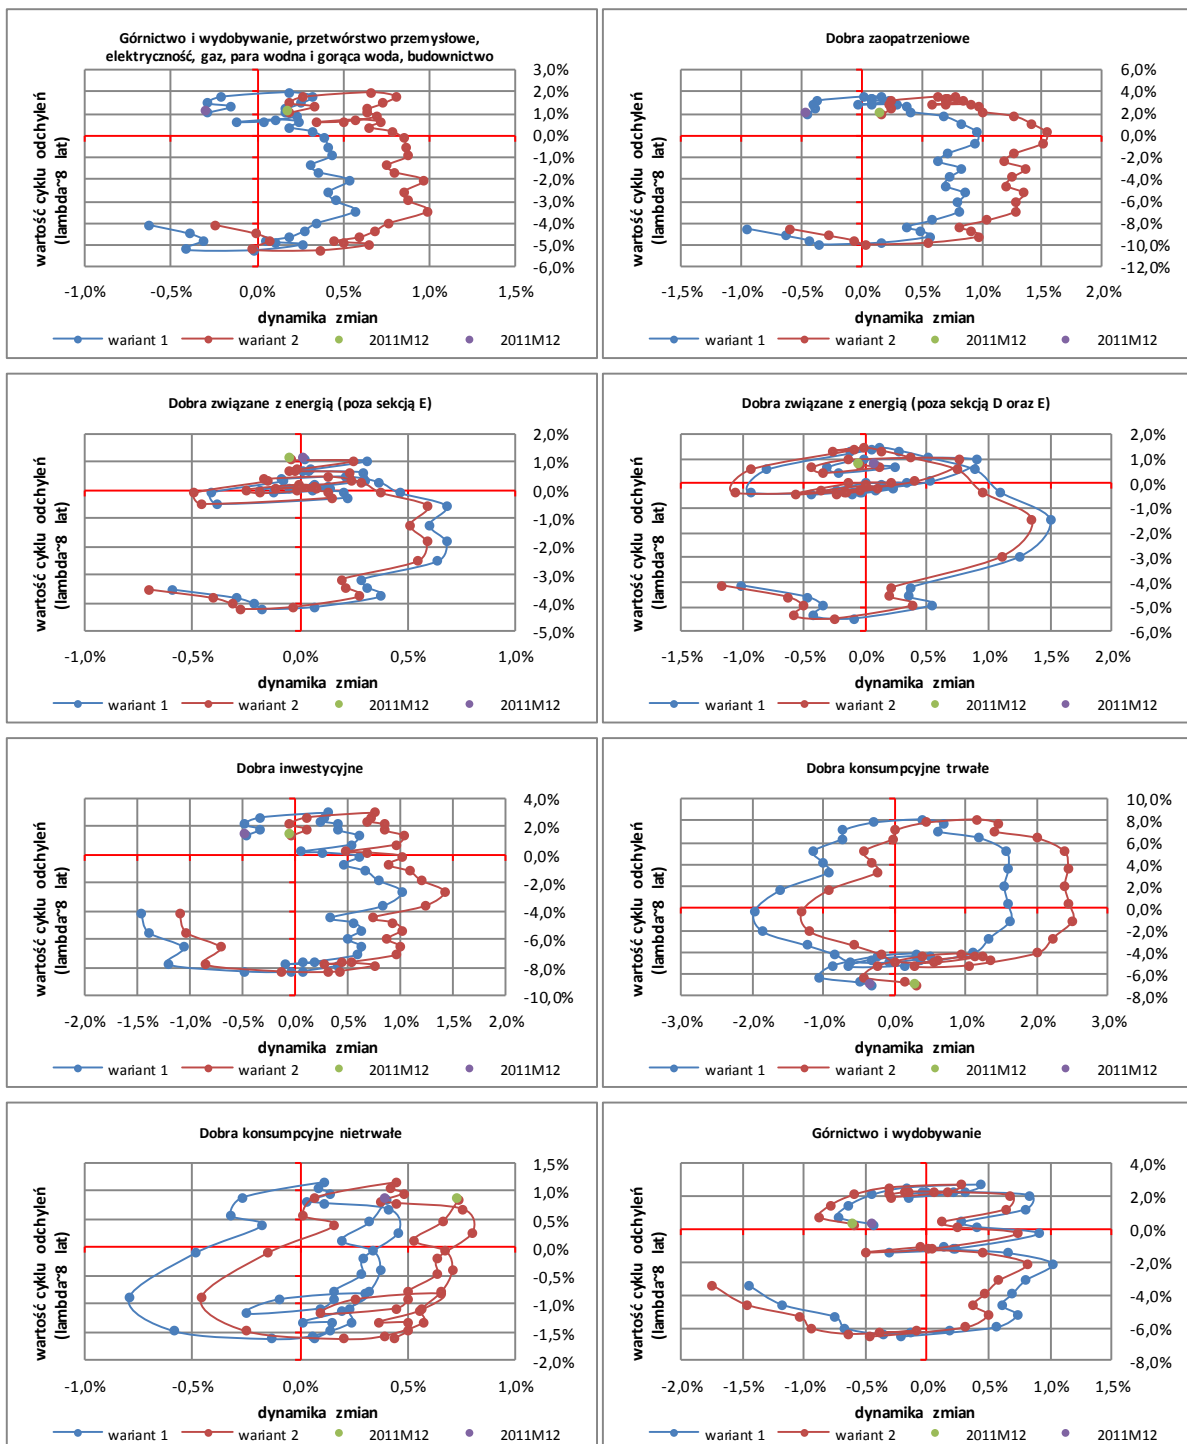 Górnictwo i wydobywanie, przetwórstwo przemysłowe,
elektryczność, gaz, para wodna i gorąca woda, budownictwo
wartość cyklu odchyleń
(lambda~8 lat)
3,0%
2,0%
1,0%
0,0%
-1,0%
-2,0%
-3,0%
-4,0%
-5,0%
-6,0%
-1,0% -0,5% 0,0% 0,5% 1,0% 1,5%
dynamika zmian
wariant 1 wariant 2 2011M12 2011M12
Dobra zaopatrzeniowe
wartość cyklu odchyleń
(lambda~8 lat)
6,0%
4,0%
2,0%
0,0%
-2,0%
-4,0%
-6,0%
-8,0%
-10,0%
-12,0%
-1,5% -1,0% -0,5% 0,0% 0,5% 1,0% 1,5% 2,0%
dynamika zmian
wariant 1 wariant 2 2011M12 2011M12
Dobra związane z energią (poza sekcją E)
wartość cyklu odchyleń
(lambda~8 lat)
2,0%
1,0%
0,0%
-1,0%
-2,0%
-3,0%
-4,0%
-5,0%
-1,0% -0,5% 0,0% 0,5% 1,0%
dynamika zmian
wariant 1 wariant 2 2011M12 2011M12
Dobra związane z energią (poza sekcją D oraz E)
wartość cyklu odchyleń
(lambda~8 lat)
2,0%
1,0%
0,0%
-1,0%
-2,0%
-3,0%
-4,0%
-5,0%
-6,0%
-1,5% -1,0% -0,5% 0,0% 0,5% 1,0% 1,5% 2,0%
dynamika zmian
wariant 1 wariant 2 2011M12 2011M12
Dobra inwestycyjne
wartość cyklu odchyleń
(lambda~8 lat)
4,0%
2,0%
0,0%
-2,0%
-4,0%
-6,0%
-8,0%
-10,0%
-2,0% -1,5% -1,0% -0,5% 0,0% 0,5% 1,0% 1,5% 2,0%
dynamika zmian
wariant 1 wariant 2 2011M12 2011M12
Dobra konsumpcyjne trwałe
wartość cyklu odchyleń
(lambda~8 lat)
10,0%
8,0%
6,0%
4,0%
2,0%
0,0%
-2,0%
-4,0%
-6,0%
-8,0%
-3,0% -2,0% -1,0% 0,0% 1,0% 2,0% 3,0%
dynamika zmian
wariant 1 wariant 2 2011M12 2011M12
Dobra konsumpcyjne nietrwałe
wartość cyklu odchyleń
(lambda~8 lat)
1,5%
1,0%
0,5%
0,0%
-0,5%
-1,0%
-1,5%
-2,0%
-1,0% -0,5% 0,0% 0,5% 1,0%
dynamika zmian
wariant 1 wariant 2 2011M12 2011M12
Górnictwo i wydobywanie
wartość cyklu odchyleń
(lambda~8 lat)
4,0%
2,0%
0,0%
-2,0%
-4,0%
-6,0%
-8,0%
-2,0% -1,5% -1,0% -0,5% 0,0% 0,5% 1,0% 1,5%
dynamika zmian
wariant 1 wariant 2 2011M12 2011M12